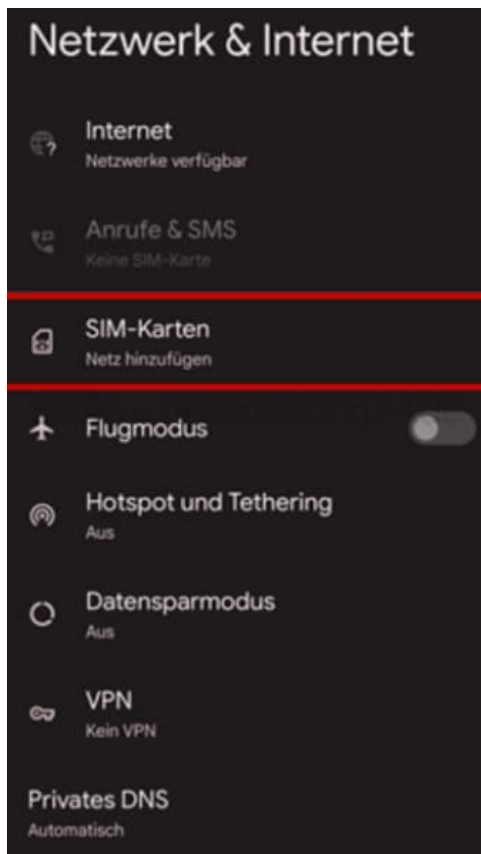 Netzwerk & Internet
Internet
Netzwerke verfügbar
Anrufe & SMS
Keine SIM-Karte
SIM-Karten
Netz hinzufügen
Flugmodus
Hotspot und Tethering
Aus
Datensparmodus
Aus
VPN
Kein VPN
Privates DNS
Automatisch